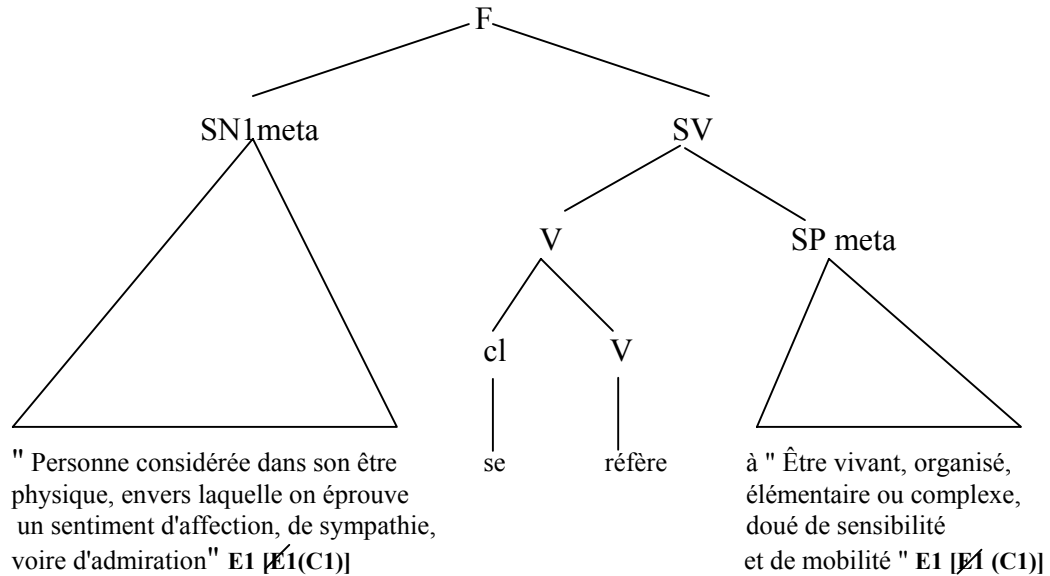 F
SN1meta SV
V SP meta
cl V
se réfère
" Personne considérée dans son être
physique, envers laquelle on éprouve
un sentiment d'affection, de sympathie,
voire d'admiration" E1 [E1(C1)]
à " Être vivant, organisé,
élémentaire ou complexe,
doué de sensibilité
et de mobilité " E1 [E1 (C1)]